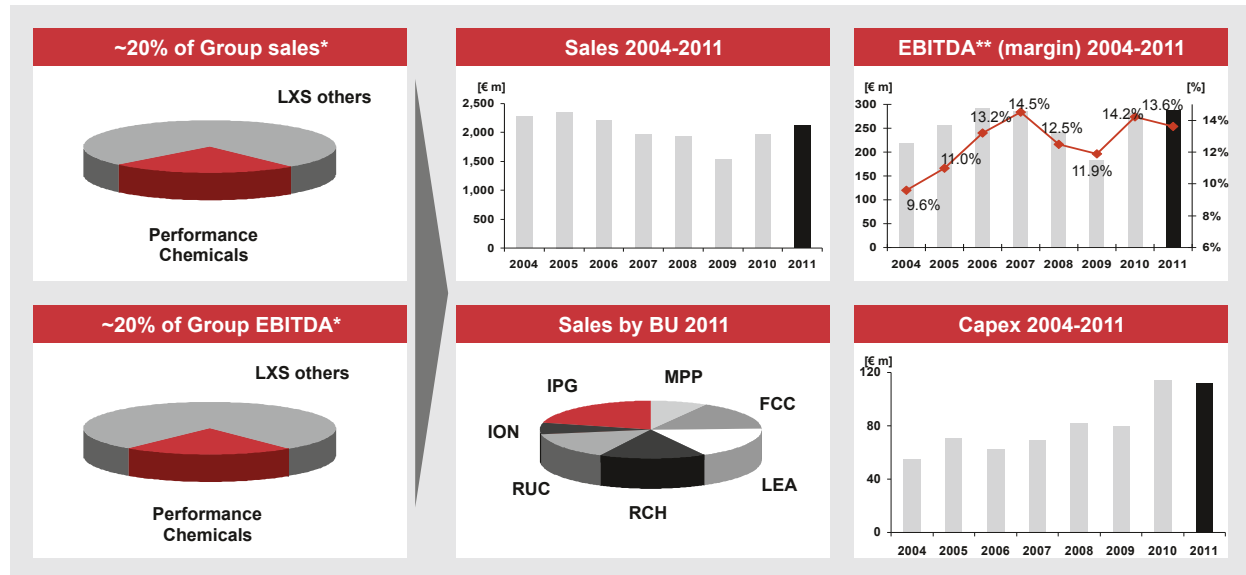 ~20% of Group sales*
LXS others
Performance
Chemicals
~20% of Group EBITDA*
LXS others
Performance
Chemicals
Sales 2004-2011
[€ m]
2,500
2,000
1,500
1,000
500
0
2004 2005 2006 2007 2008 2009 2010 2011
Sales by BU 2011
IPG
MPP
FCC
ION
LEA
RUC
RCH
EBITDA** (margin) 2004-2011
[€ m] [%]
300
250
200
150
100
50
0
14%
12%
10%
8%
6%
9.6%
11.0%
13.2%
14.5%
12.5%
11.9%
14.2%
13.6%
2004 2005 2006 2007 2008 2009 2010 2011
Capex 2004-2011
[€ m]
120
80
40
0
2004 2005 2006 2007 2008 2009 2010 2011